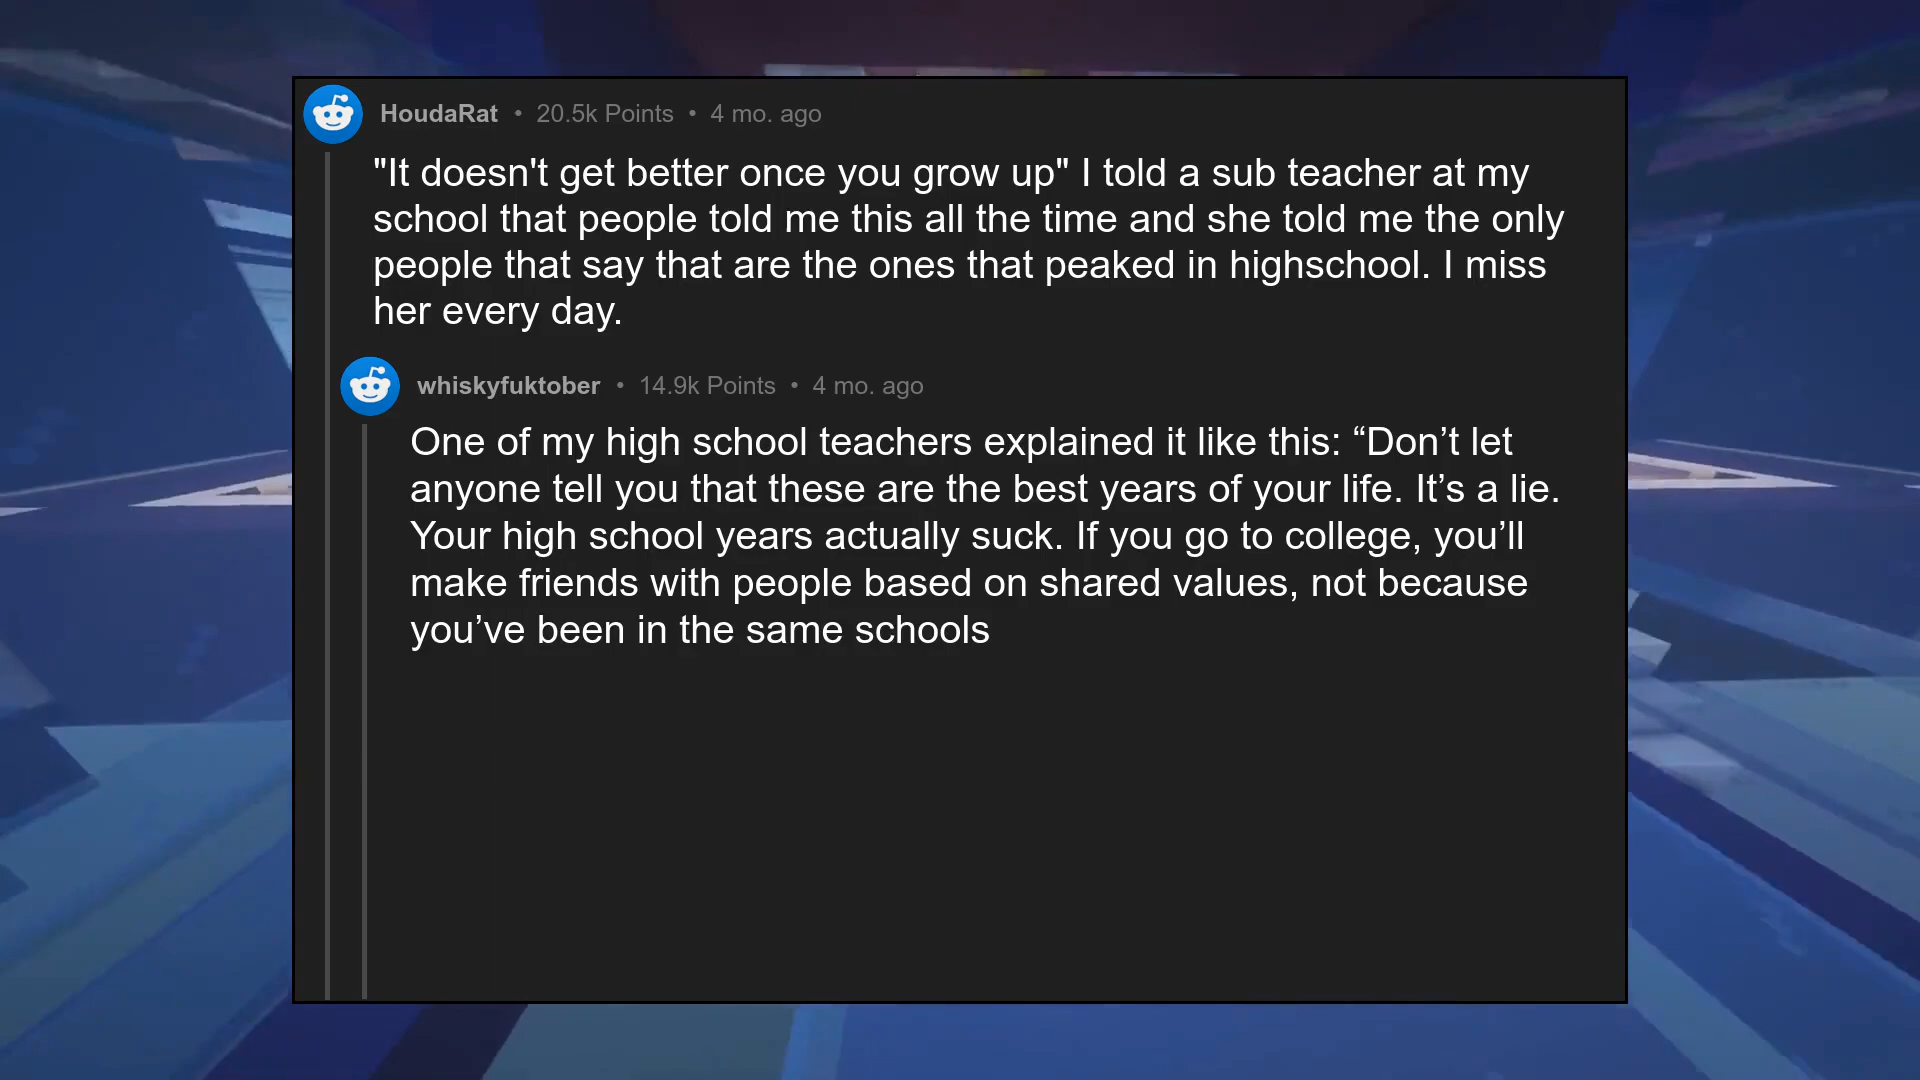 HoudaRat • 20.5k Points • 4 mo. ago
"It doesn't get better once you grow up" I told a sub teacher at my
school that people told me this all the time and she told me the only
people that say that are the ones that peaked in highschool. I miss
her every day.
whiskyfuktober • 14.9k Points • 4 mo. ago
One of my high school teachers explained it like this: “Don’t let
anyone tell you that these are the best years of your life. It’s a lie.
Your high school years actually suck. If you go to college, you’ll
make friends with people based on shared values, not because
you’ve been in the same schools